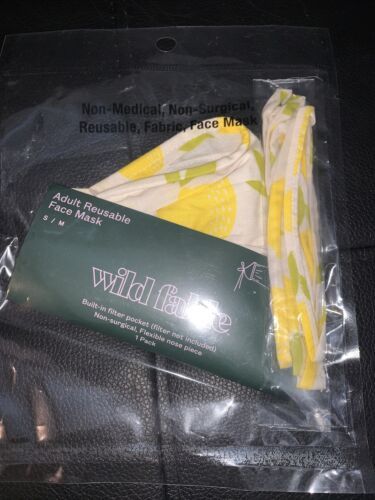 Non-Medical, Non-Surgical,
Reusable, Fabric, Face Mask
Adult Reusable
Face Mask
S / M
wild fable
Built-in filter pocket (filter not included)
Non-surgical, Flexible nose piece
1 Pack